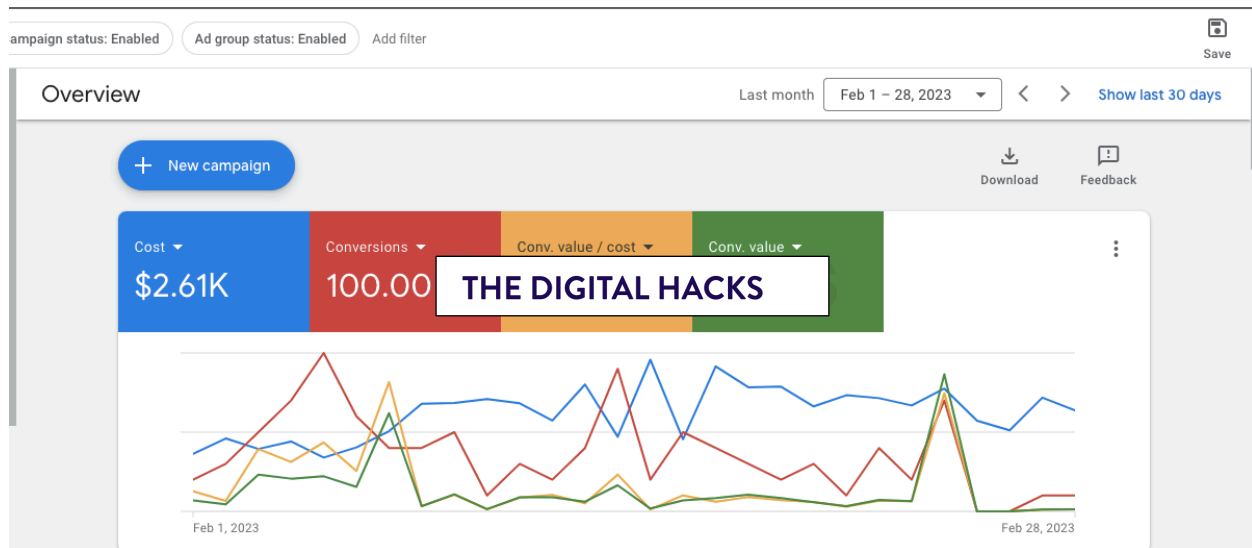 ampaign status: Enabled
Ad group status: Enabled
Add filter
Save
Overview
Last month
Feb 1 – 28, 2023
Show last 30 days
New campaign
Download
Feedback
Cost
$2.61K
Conversions
100.00
Conv. value / cost
Conv. value
THE DIGITAL HACKS
Feb 1, 2023
Feb 28, 2023